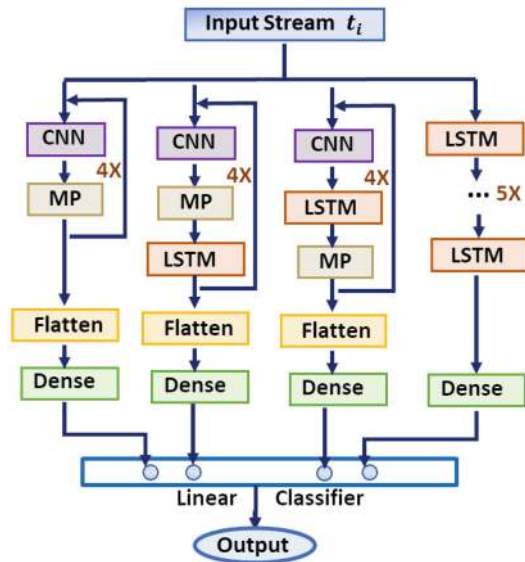 Input Stream t_i
CNN CNN CNN LSTM
4X 4X 4X
MP MP LSTM ... 5X
LSTM MP LSTM
Flatten Flatten Flatten
Dense Dense Dense Dense
Linear Classifier
Output